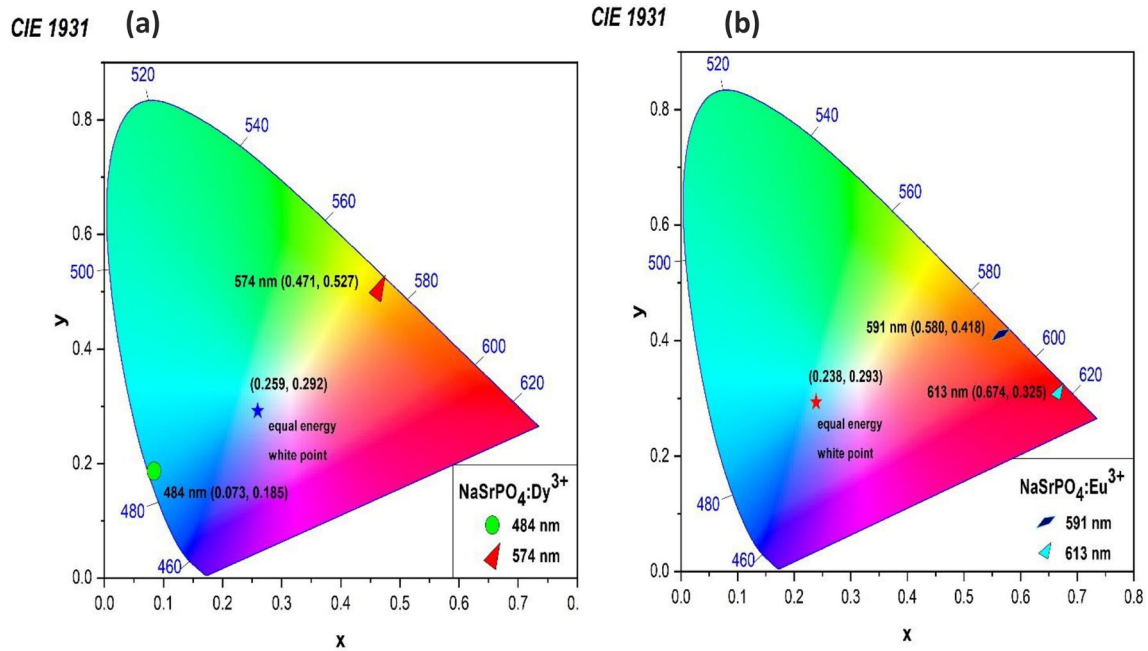 CIE 1931 (a)
520
540
560
580
600
620
500
480
460
574 nm (0.471, 0.527)
(0.259, 0.292)
equal energy
white point
484 nm (0.073, 0.185)
NaSrPO4:Dy3+
484 nm
574 nm
0.8
0.6
0.4
0.2
0.0
y
0.0 0.1 0.2 0.3 0.4 0.5 0.6 0.7 0.
x
CIE 1931 (b)
520
540
560
580
600
620
500
480
460
591 nm (0.580, 0.418)
(0.238, 0.293)
613 nm (0.674, 0.325)
equal energy
white point
NaSrPO4:Eu3+
591 nm
613 nm
0.8
0.6
0.4
0.2
0.0
y
0.0 0.1 0.2 0.3 0.4 0.5 0.6 0.7 0.8
x